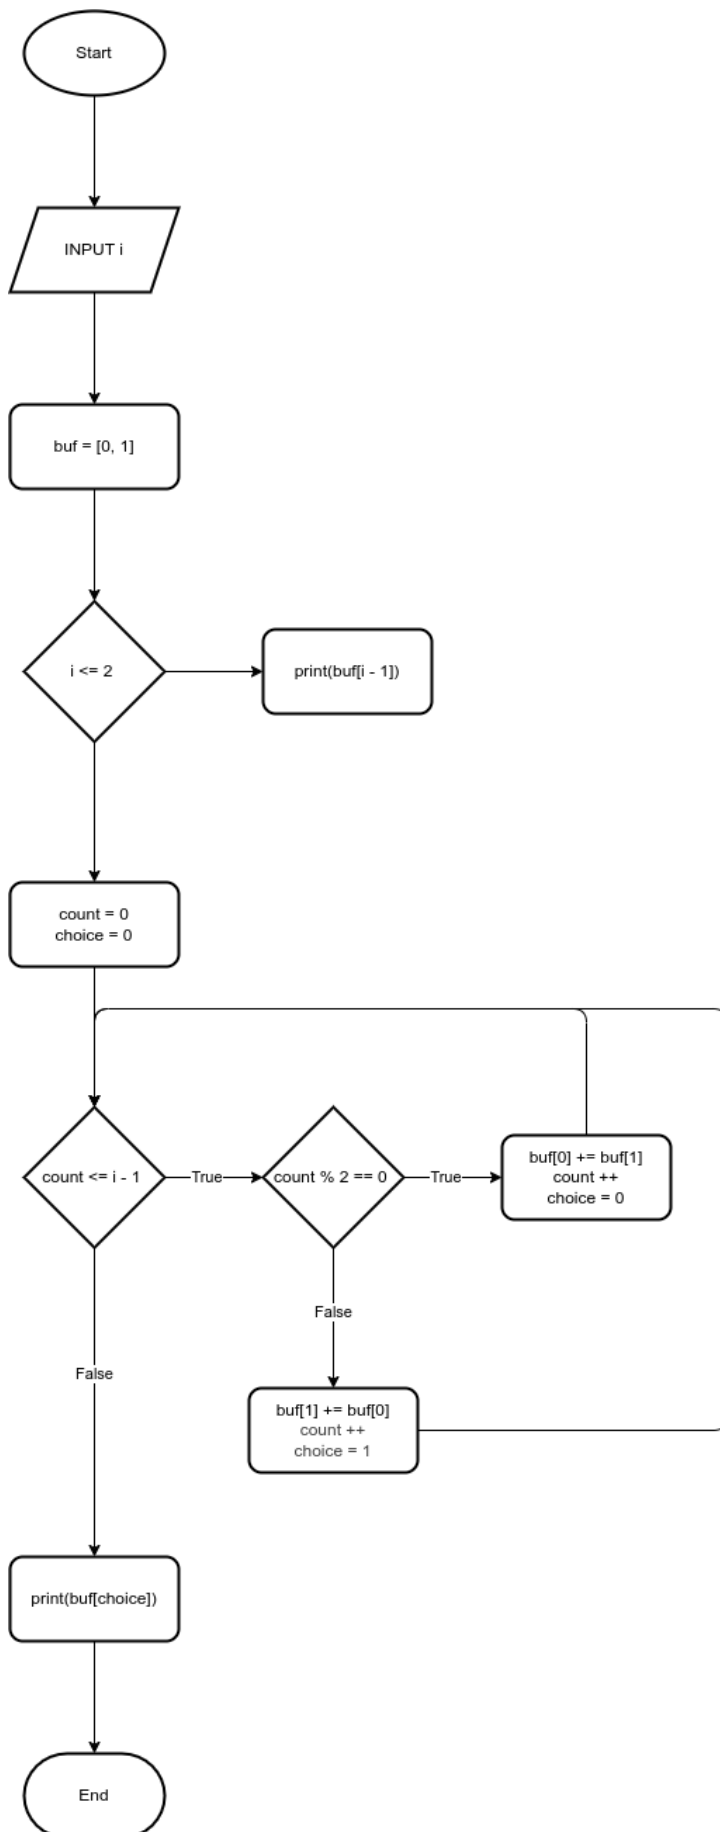 Start
INPUT i
buf = [0, 1]
i <= 2
print(buf[i - 1])
count = 0
choice = 0
count <= i - 1
True
count % 2 == 0
True
buf[0] += buf[1]
count ++
choice = 0
False
False
buf[1] += buf[0]
count ++
choice = 1
print(buf[choice])
End